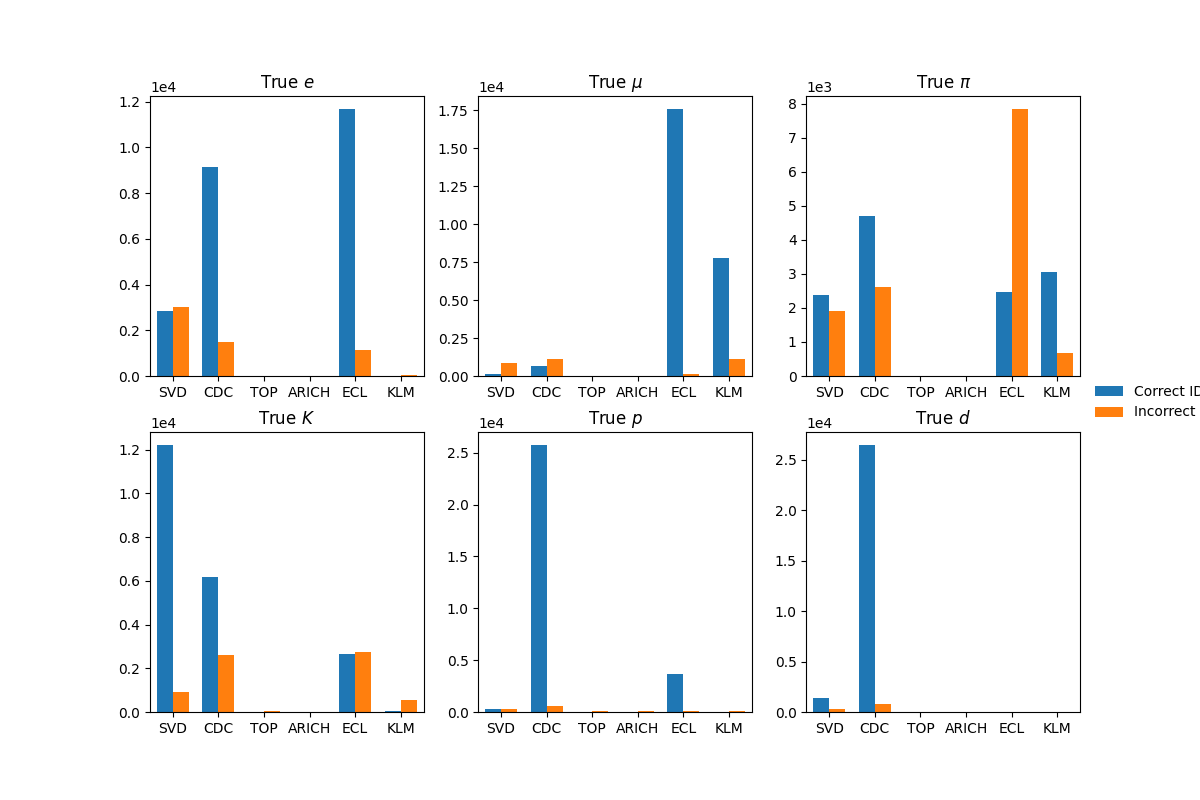 True e
1e4
1.2
1.0
0.8
0.6
0.4
0.2
0.0
SVD CDC TOP ARICH ECL KLM
True μ
1e4
17.50
15.00
12.50
1.00
0.75
0.50
0.25
0.00
SVD CDC TOP ARICH ECL KLM
True π
1e3
8
7
6
5
4
3
2
1
0
SVD CDC TOP ARICH ECL KLM
Correct ID
Incorrect
True K
1e4
1.2
1.0
0.8
0.6
0.4
0.2
0.0
SVD CDC TOP ARICH ECL KLM
True p
1e4
2.5
2.0
1.5
1.0
0.5
0.0
SVD CDC TOP ARICH ECL KLM
True d
1e4
2.5
2.0
1.5
1.0
0.5
0.0
SVD CDC TOP ARICH ECL KLM